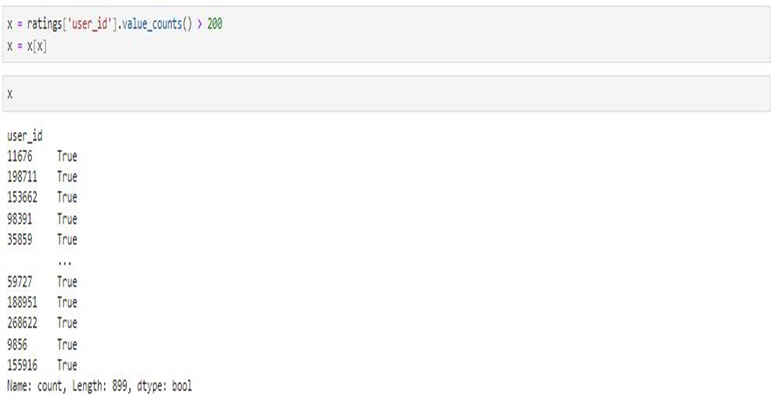 x = ratings['user_id'].value_counts() > 200
x = x[x]
x
user_id
11676 True
198711 True
153662 True
98391 True
35859 True
...
59727 True
188951 True
268622 True
9856 True
155916 True
Name: count, Length: 899, dtype: bool